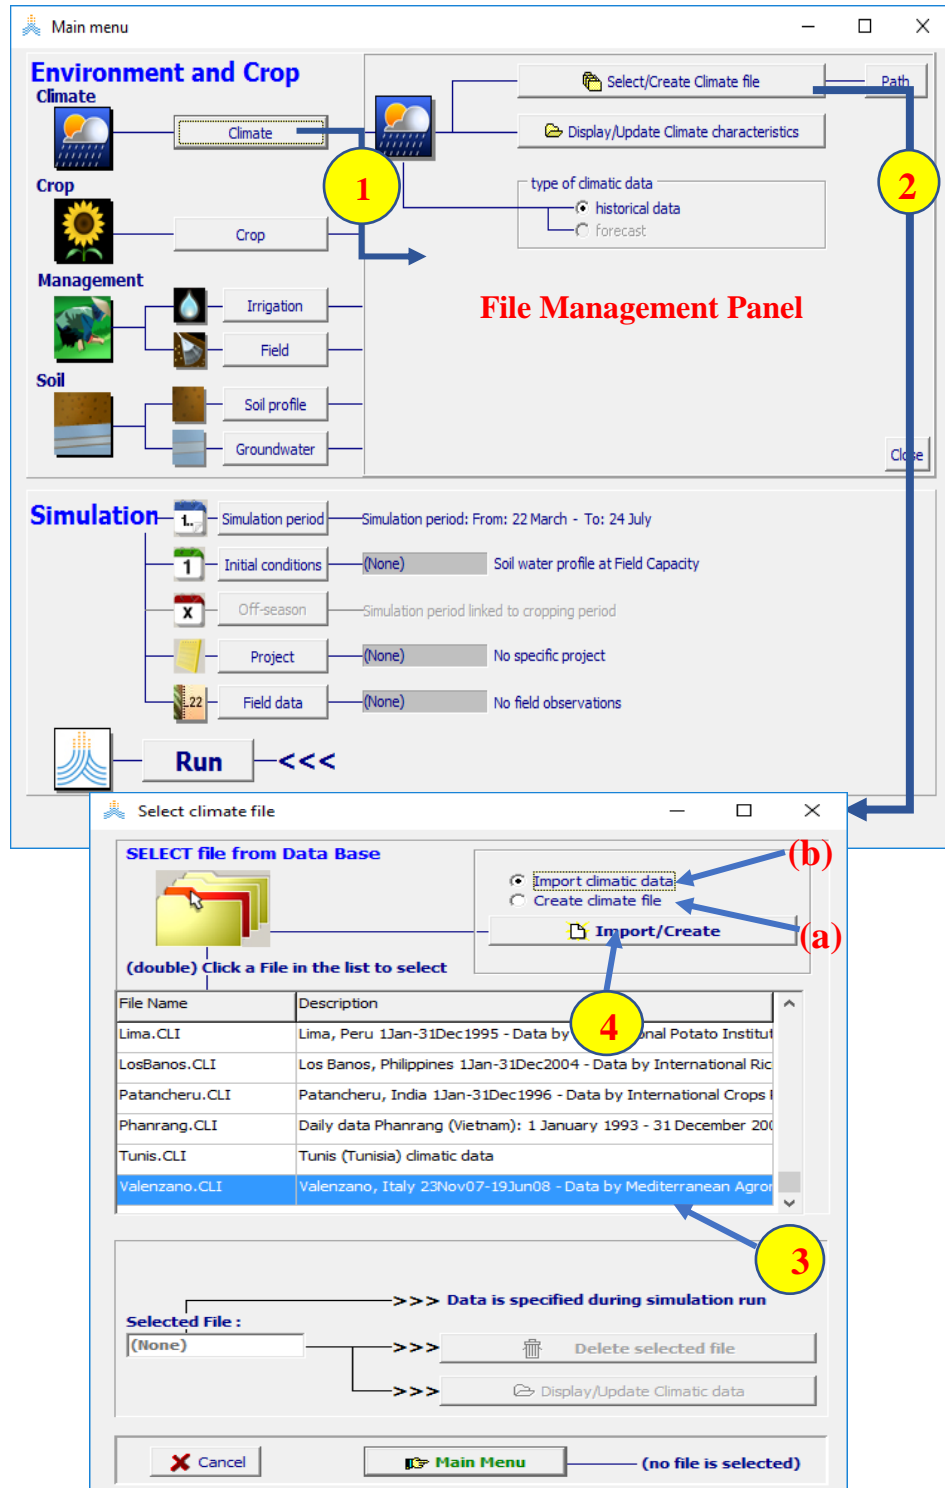 Main menu
Environment and Crop
Climate
Climate
Select/Create Climate file
Path
Display/Update Climate characteristics
1
2
type of climatic data
historical data
forecast
Crop
Crop
Management
Irrigation
Field
File Management Panel
Soil
Soil profile
Groundwater
Simulation
1..
Simulation period
Simulation period: From: 22 March - To: 24 July
1
Initial conditions
(None)
Soil water profile at Field Capacity
X
Off-season
Simulation period linked to cropping period
Project
(None)
No specific project
..22
Field data
(None)
No field observations
Run
<<<
Select climate file
SELECT file from Data Base
(b)
Import climatic data
Create climate file
(a)
Import/Create
(double) Click a File in the list to select
4
File Name Description
Lima.CLI Lima, Peru 1Jan-31Dec1995 - Data by Potato
LosBanos.CLI Los Banos, Philippines 1Jan-31Dec2004 - Data by International
Patancheru.CLI Patancheru, India 1Jan-31Dec1996 - Data by International Crops
Phanrang.CLI Daily data Phanrang (Vietnam): 1 January 1993 - 31 December
Tunis.CLI Tunis (Tunisia) climatic data
Valenzano.CLI Valenzano, Italy 23Nov07-19Jun08 - Data by Mediterranean
3
>>> Data is specified during simulation run
Selected File :
(None)
>>> Delete selected file
>>> Display/Update Climatic data
Cancel
Main Menu
(no file is selected)